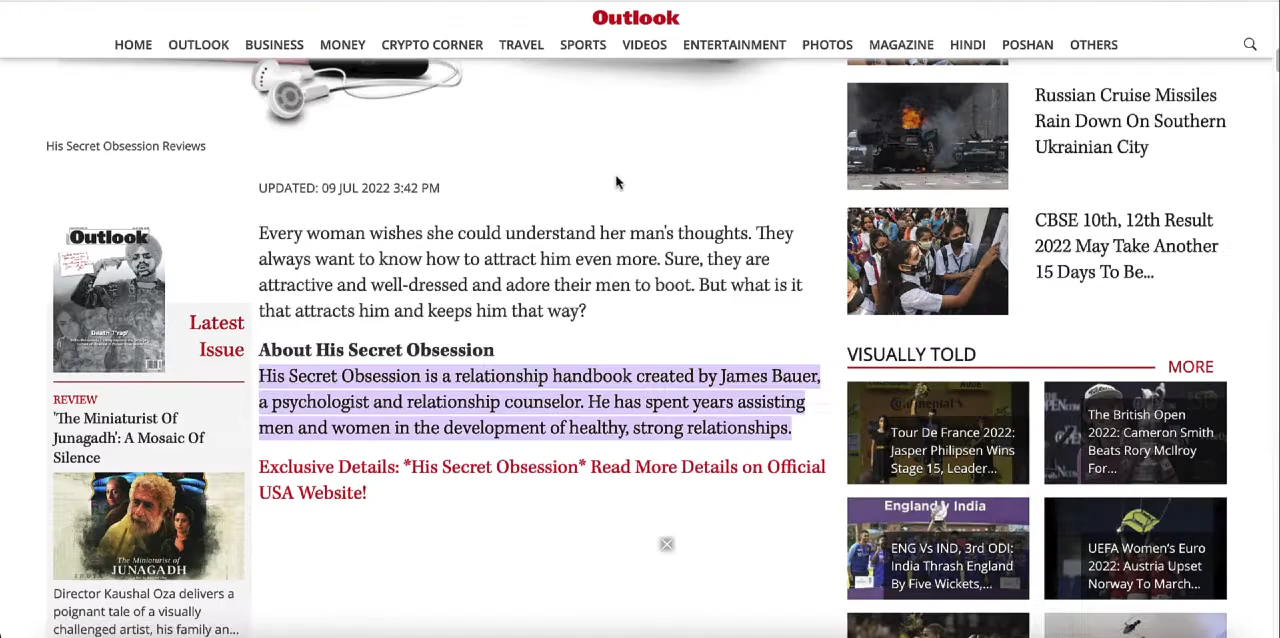 Outlook
HOME OUTLOOK BUSINESS MONEY CRYPTO CORNER TRAVEL SPORTS VIDEOS ENTERTAINMENT PHOTOS MAGAZINE HINDI POSHAN OTHERS
His Secret Obsession Reviews
UPDATED: 09 JUL 2022 3:42 PM
Every woman wishes she could understand her man's thoughts. They
always want to know how to attract him even more. Sure, they are
attractive and well-dressed and adore their men to boot. But what is it
that attracts him and keeps him that way?
About His Secret Obsession
His Secret Obsession is a relationship handbook created by James Bauer,
a psychologist and relationship counselor. He has spent years assisting
men and women in the development of healthy, strong relationships.
Exclusive Details: *His Secret Obsession* Read More Details on Official
USA Website!
Outlook
Latest
Issue
REVIEW
'The Miniaturist Of
Junagadh': A Mosaic Of
Silence
The Miniaturist of
JUNAGADH
Director Kaushal Oza delivers a
poignant tale of a visually
challenged artist, his family an...
Russian Cruise Missiles
Rain Down On Southern
Ukrainian City
CBSE 10th, 12th Result
2022 May Take Another
15 Days To Be...
VISUALLY TOLD
MORE
Tour De France 2022:
Jasper Philipsen Wins
Stage 15, Leader...
The British Open
2022: Cameron Smith
Beats Rory McIlroy
For...
England v India
ENG Vs IND, 3rd ODI:
India Thrash England
By Five Wickets,...
UEFA Women's Euro
2022: Austria Upset
Norway To March...